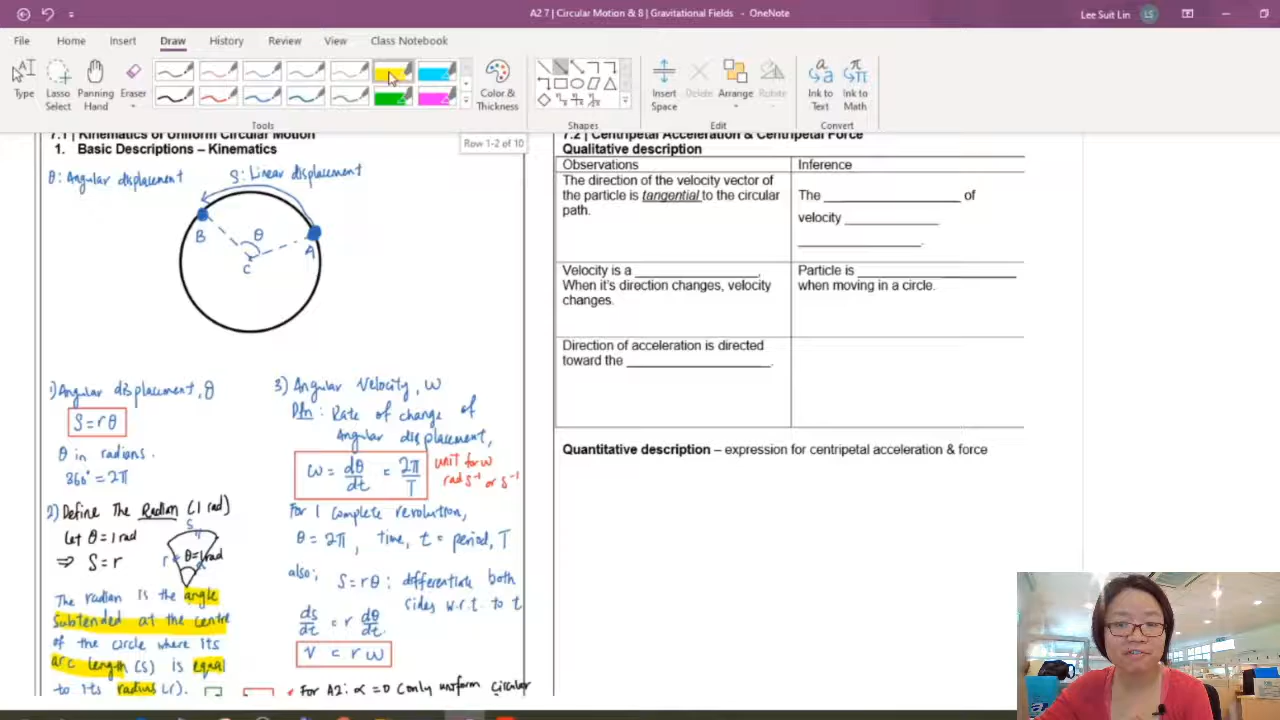 A2 7 | Circular Motion & 8 | Gravitational Fields - OneNote
Lee Suit Lin
LS
File Home Insert Draw History Review View Class Notebook
Type
Lasso Select
Panning Hand
Eraser
Color & Thickness
Insert Space
Delete
Arrange
Rotate
Ink to Text
Ink to Math
Tools
Shapes
Edit
Convert
Row 1-2 of 10
7.1 | Kinematics of Uniform Circular Motion
1. Basic Descriptions – Kinematics
θ: Angular displacement
S: Linear displacement
B
θ
A
C
1) Angular displacement, θ
S = rθ
θ in radians.
360° = 2π
2) Define The Radian (1 rad)
let θ = 1 rad
⇒ S = r
S
r
θ=1rad
The radian is the angle
subtended at the centre
of the circle where its
arc length (s) is equal
to its radius (r).
3) Angular Velocity, ω
Dfn: Rate of change of
Angular displacement,
ω = dθ/dt = 2π/T
unit for ω
rad s⁻¹ or s⁻¹
For 1 complete revolution,
θ = 2π, time, t = period, T
also; S = rθ : differentiate both
sides w.r.t. to t
ds/dt = r dθ/dt
V = rω
* For A2: α = 0 (only uniform circular
7.2 | Centripetal Acceleration & Centripetal Force
Qualitative description
Observations
Inference
The direction of the velocity vector of
the particle is tangential to the circular
path.
The ____________________ of
velocity ______________
__________________.
Velocity is a __________________.
When it's direction changes, velocity
changes.
Particle is _______________________
when moving in a circle.
Direction of acceleration is directed
toward the _____________________.
Quantitative description – expression for centripetal acceleration & force